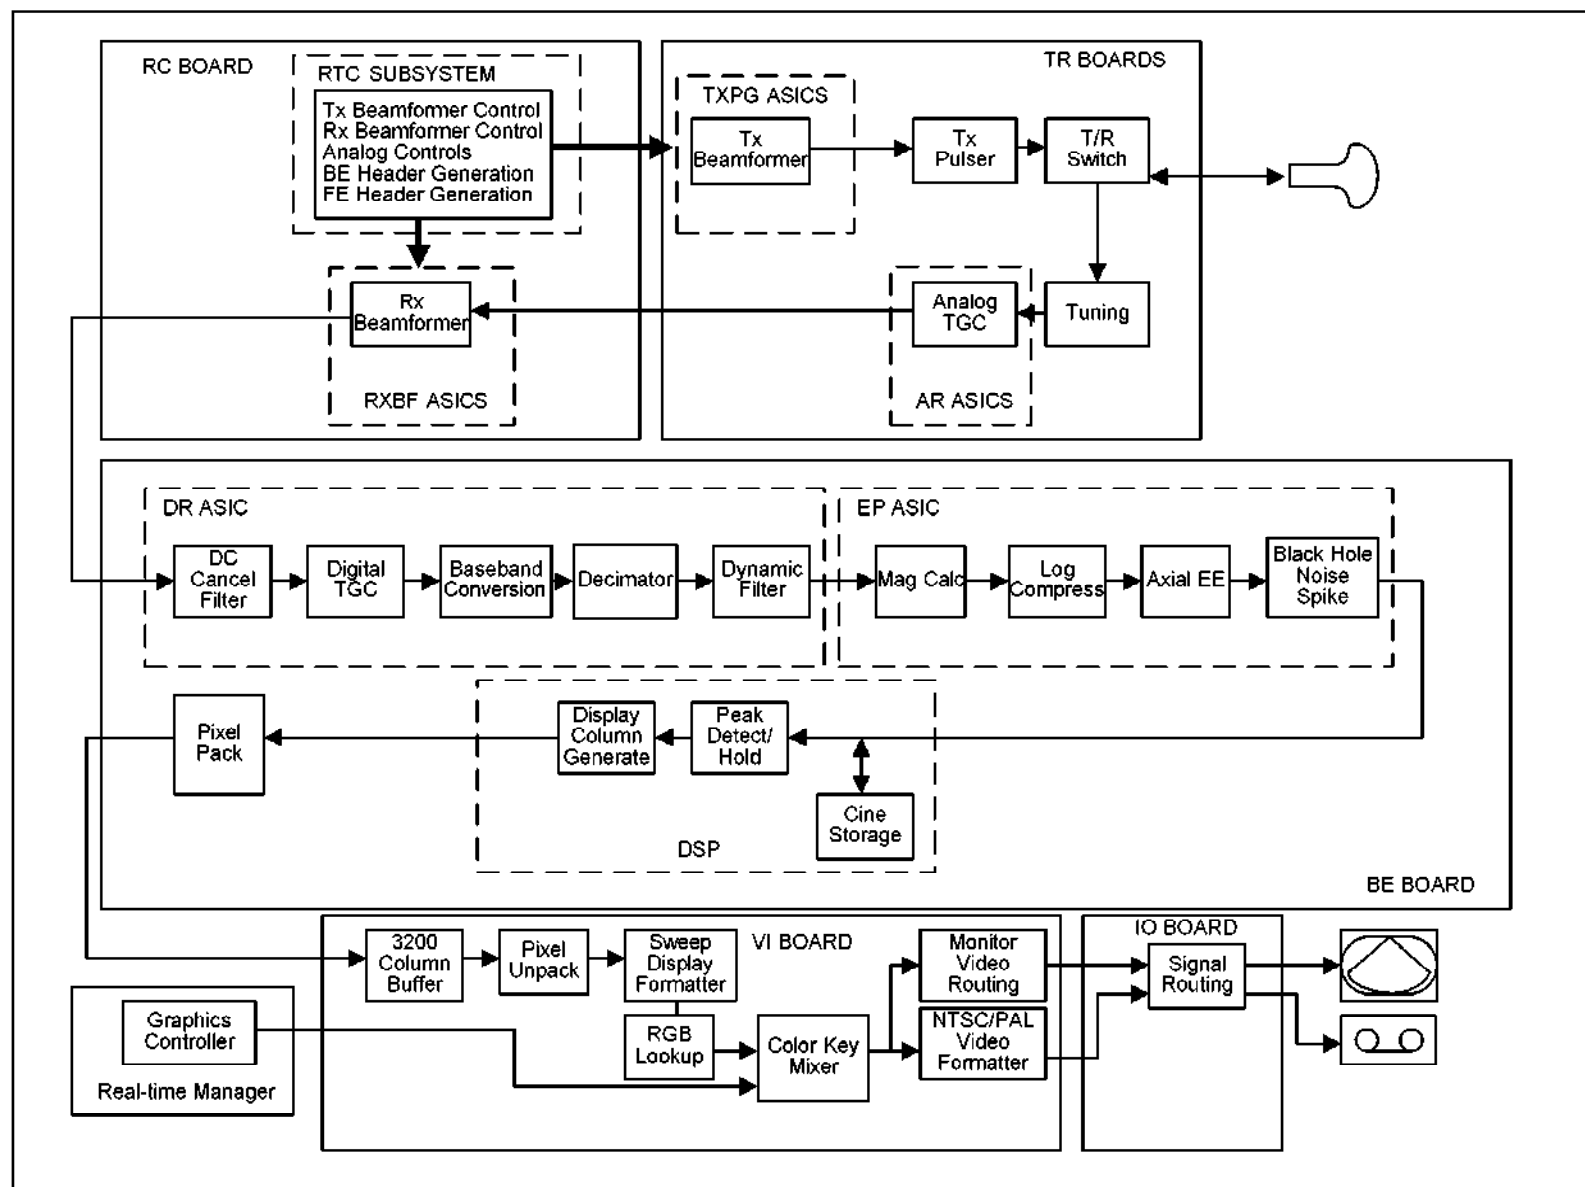 RC BOARD
RTC SUBSYSTEM
Tx Beamformer Control
Rx Beamformer Control
Analog Controls
BE Header Generation
FE Header Generation
Rx
Beamformer
RXBF ASICS
TR BOARDS
TXPG ASICS
Tx
Beamformer
Tx
Pulser
T/R
Switch
Analog
TGC
Tuning
AR ASICS
DR ASIC
DC
Cancel
Filter
Digital
TGC
Baseband
Conversion
Decimator
Dynamic
Filter
EP ASIC
Mag Calc
Log
Compress
Axial EE
Black Hole
Noise
Spike
Pixel
Pack
Display
Column
Generate
Peak
Detect/
Hold
Cine
Storage
DSP
BE BOARD
3200
Column
Buffer
Pixel
Unpack
Sweep
Display
Formatter
VI BOARD
Monitor
Video
Routing
IO BOARD
Signal
Routing
Graphics
Controller
Real-time Manager
RGB
Lookup
Color Key
Mixer
NTSC/PAL
Video
Formatter